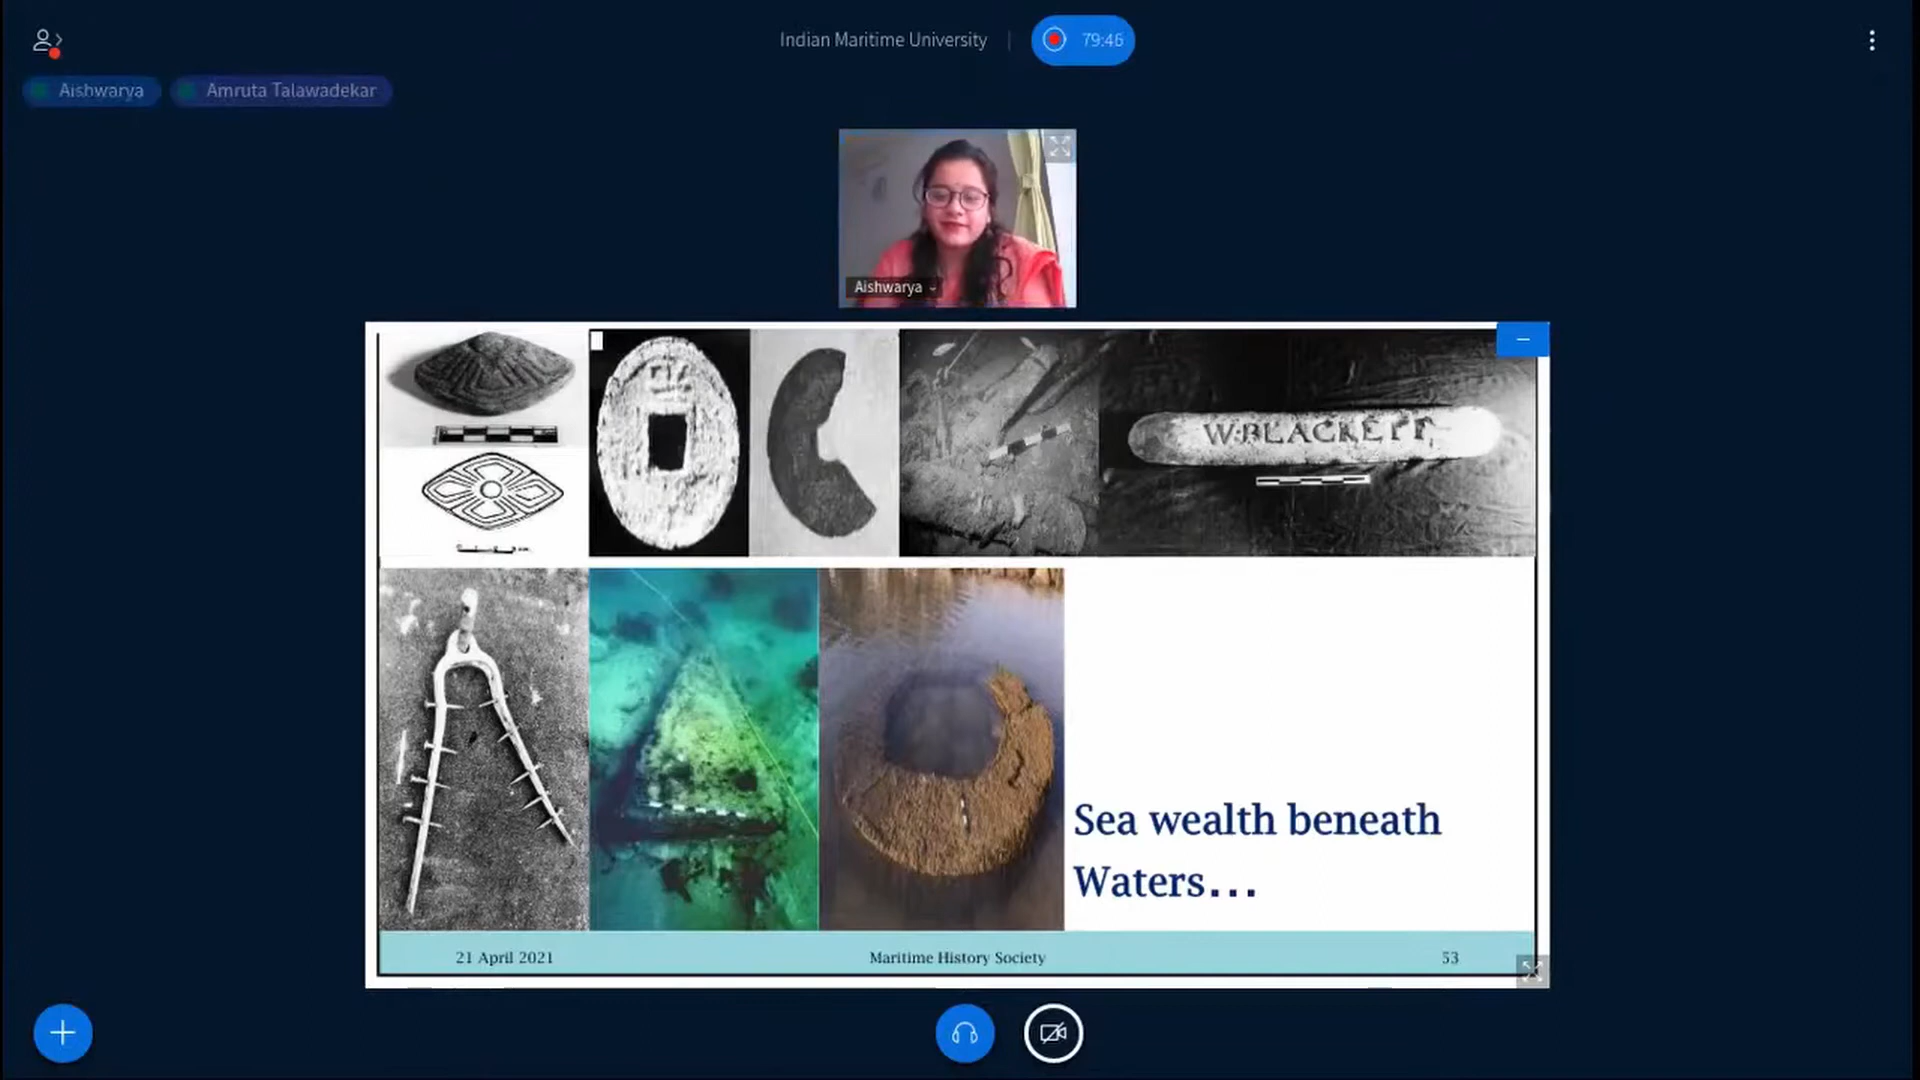 Indian Maritime University
79:46
Aishwarya
Amruta Talawadekar
Aishwarya
W·BLACKETT
Sea wealth beneath
Waters...
21 April 2021
Maritime History Society
53